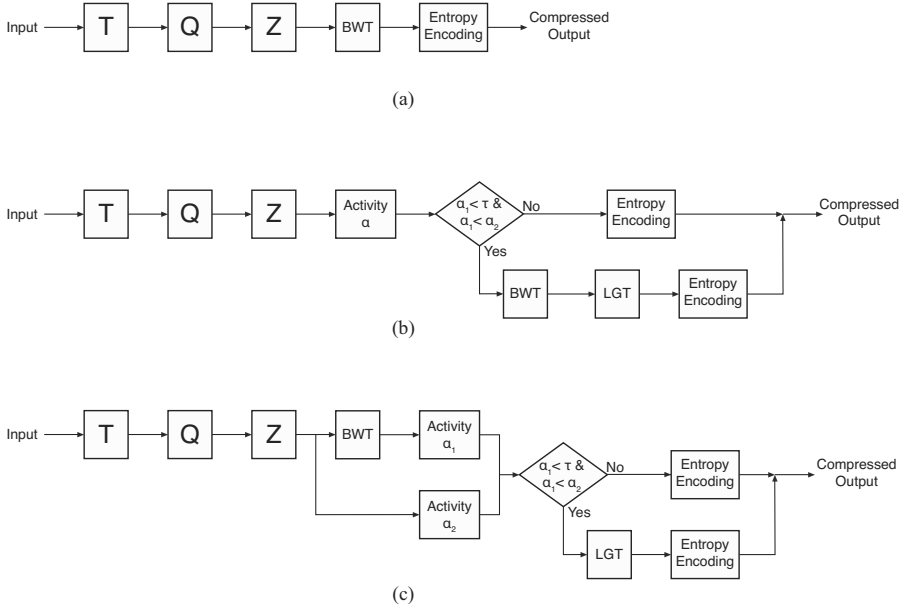 Input T Q Z BWT Entropy Encoding Compressed Output
(a)
Input T Q Z Activity α α₁ < τ & α₁ < α₂ No Entropy Encoding Compressed Output
Yes
BWT LGT Entropy Encoding
(b)
Input T Q Z BWT Activity α₁ α₁ < τ & α₁ < α₂ No Entropy Encoding Compressed Output
Activity α₂ Yes
LGT Entropy Encoding
(c)